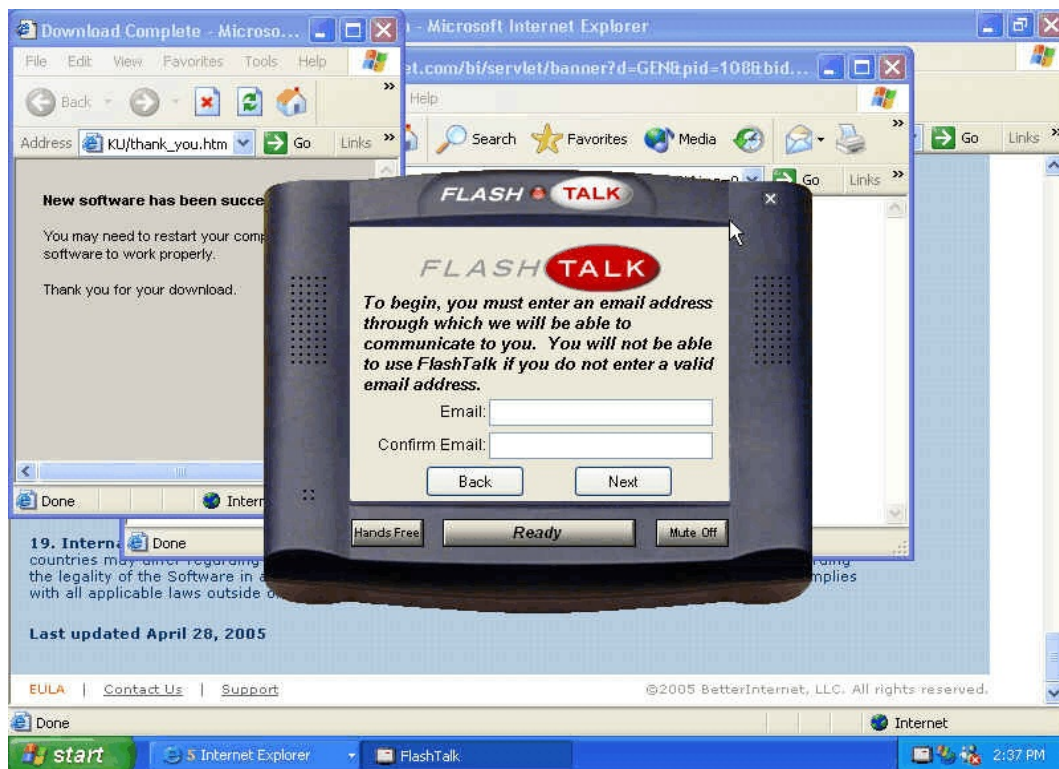 Download Complete - Microso...
- Microsoft Internet Explorer
File Edit View Favorites Tools Help
et.com/bi/servlet/banner?d=GEN&pid=108&bid...
Back
Help
Search Favorites Media
Address KU/thank_you.htm Go Links
Go Links
Go Links
New software has been succe
You may need to restart your comp
software to work properly.
Thank you for your download.
FLASH TALK
FLASH TALK
To begin, you must enter an email address
through which we will be able to
communicate to you. You will not be able
to use FlashTalk if you do not enter a valid
email address.
Email:
Confirm Email:
Back Next
Hands Free Ready Mute Off
Done Intern
Done
19. Interna
countries may differ regarding
the legality of the Software in a
mplies
with all applicable laws outside o
Last updated April 28, 2005
EULA | Contact Us | Support
©2005 BetterInternet, LLC. All rights reserved.
Done Internet
start 5 Internet Explorer FlashTalk 2:37 PM